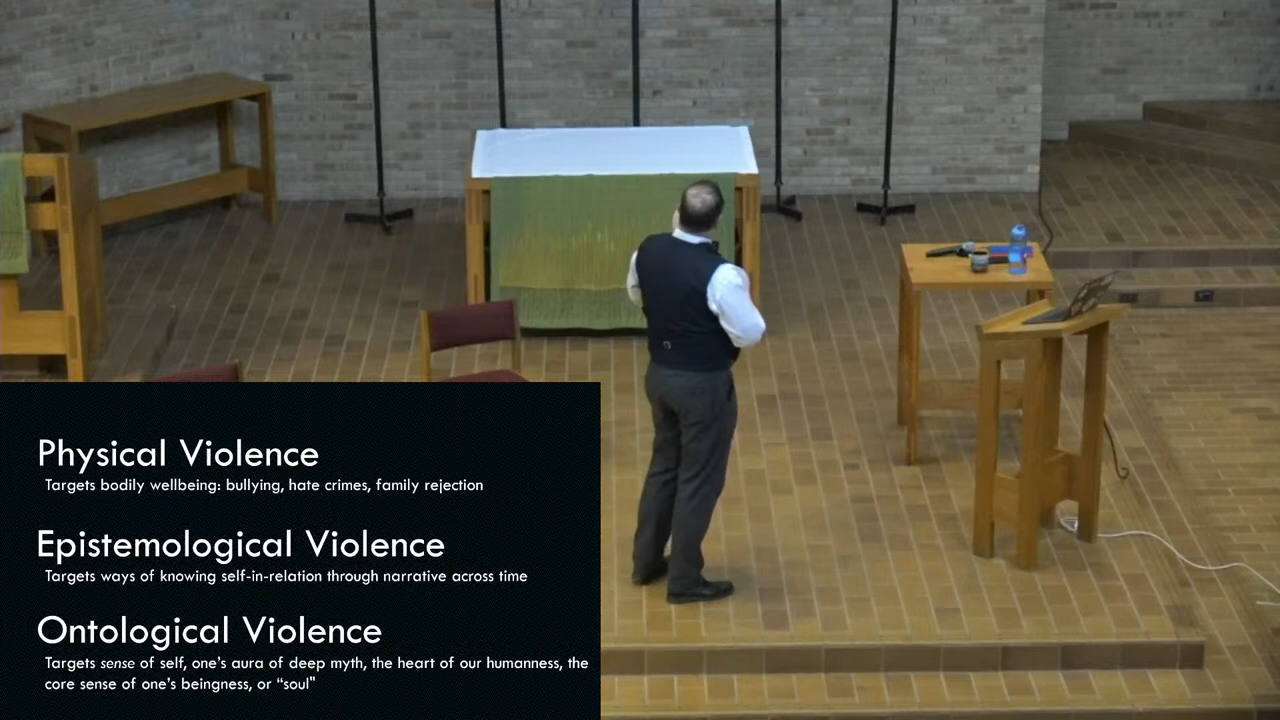 Physical Violence
Targets bodily wellbeing: bullying, hate crimes, family rejection
Epistemological Violence
Targets ways of knowing self-in-relation through narrative across time
Ontological Violence
Targets sense of self, one's aura of deep myth, the heart of our humanness, the
core sense of one's beingness, or “soul"